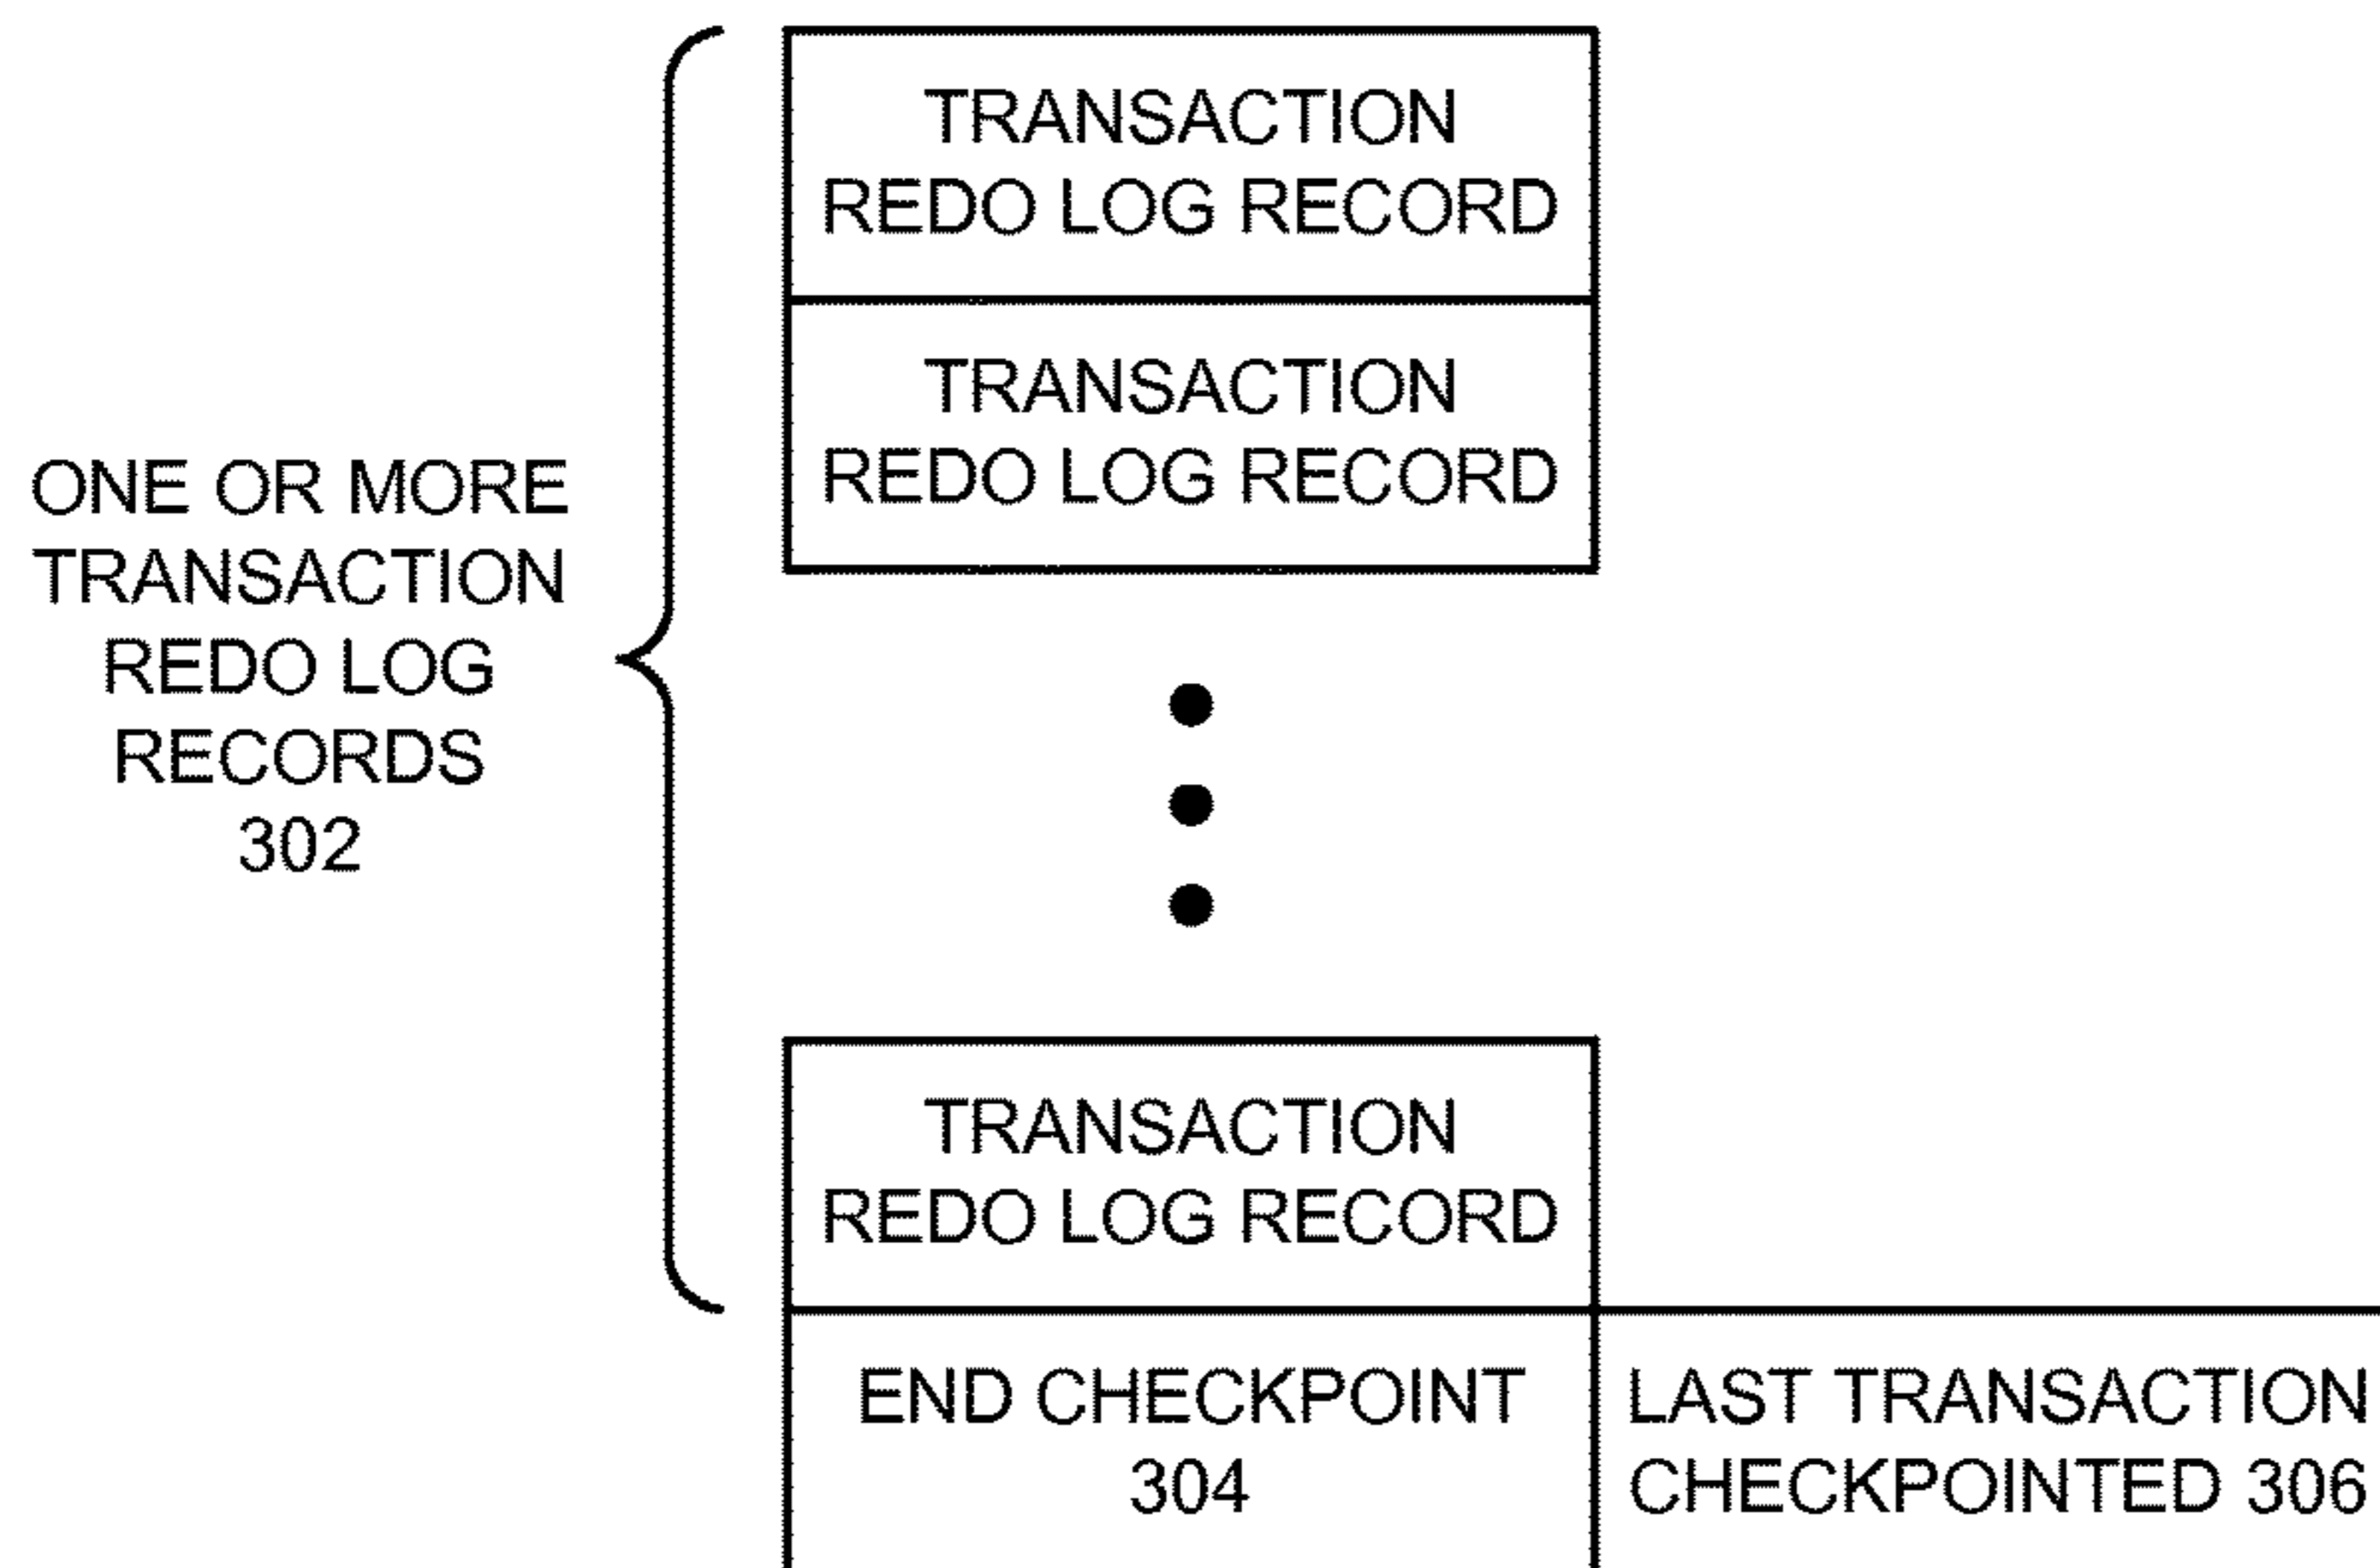 TRANSACTION
REDO LOG RECORD
TRANSACTION
REDO LOG RECORD
ONE OR MORE
TRANSACTION
REDO LOG
RECORDS
302
TRANSACTION
REDO LOG RECORD
END CHECKPOINT
304
LAST TRANSACTION
CHECKPOINTED 306